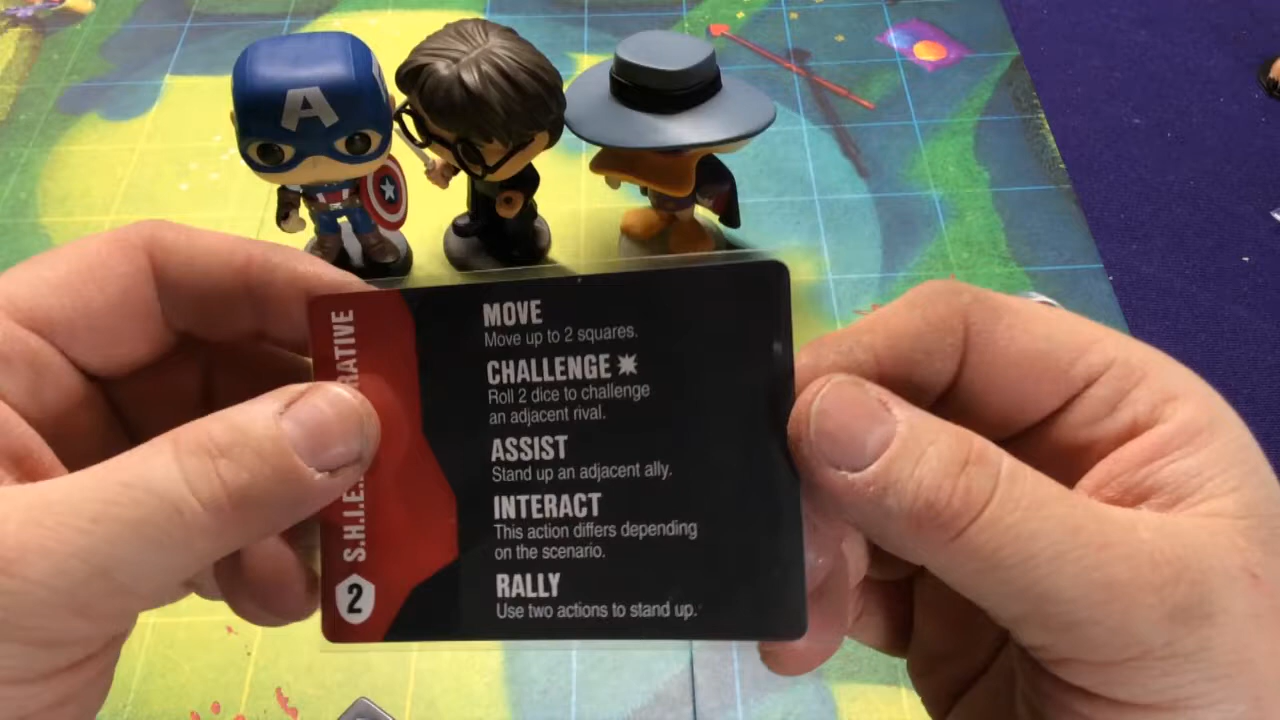 A
MOVE
Move up to 2 squares.
CHALLENGE
Roll 2 dice to challenge
an adjacent rival.
ASSIST
Stand up an adjacent ally.
INTERACT
This action differs depending
on the scenario.
RALLY
Use two actions to stand up.
2